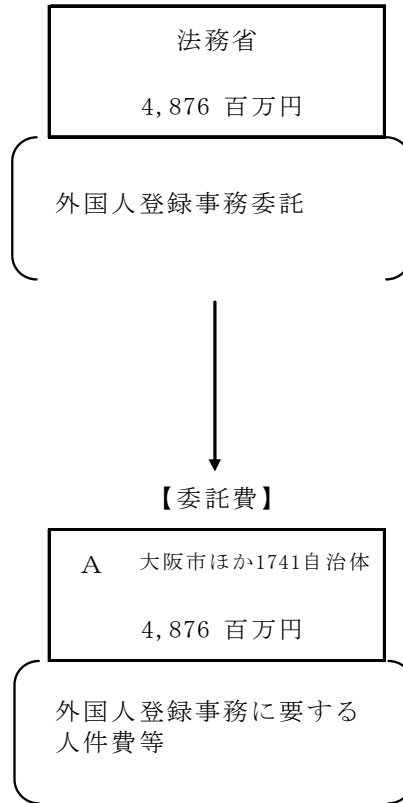 法務省
4,876 百万円
外国人登録事務委託
【委託費】
A 大阪市ほか1741自治体
4,876 百万円
外国人登録事務に要する
人件費等